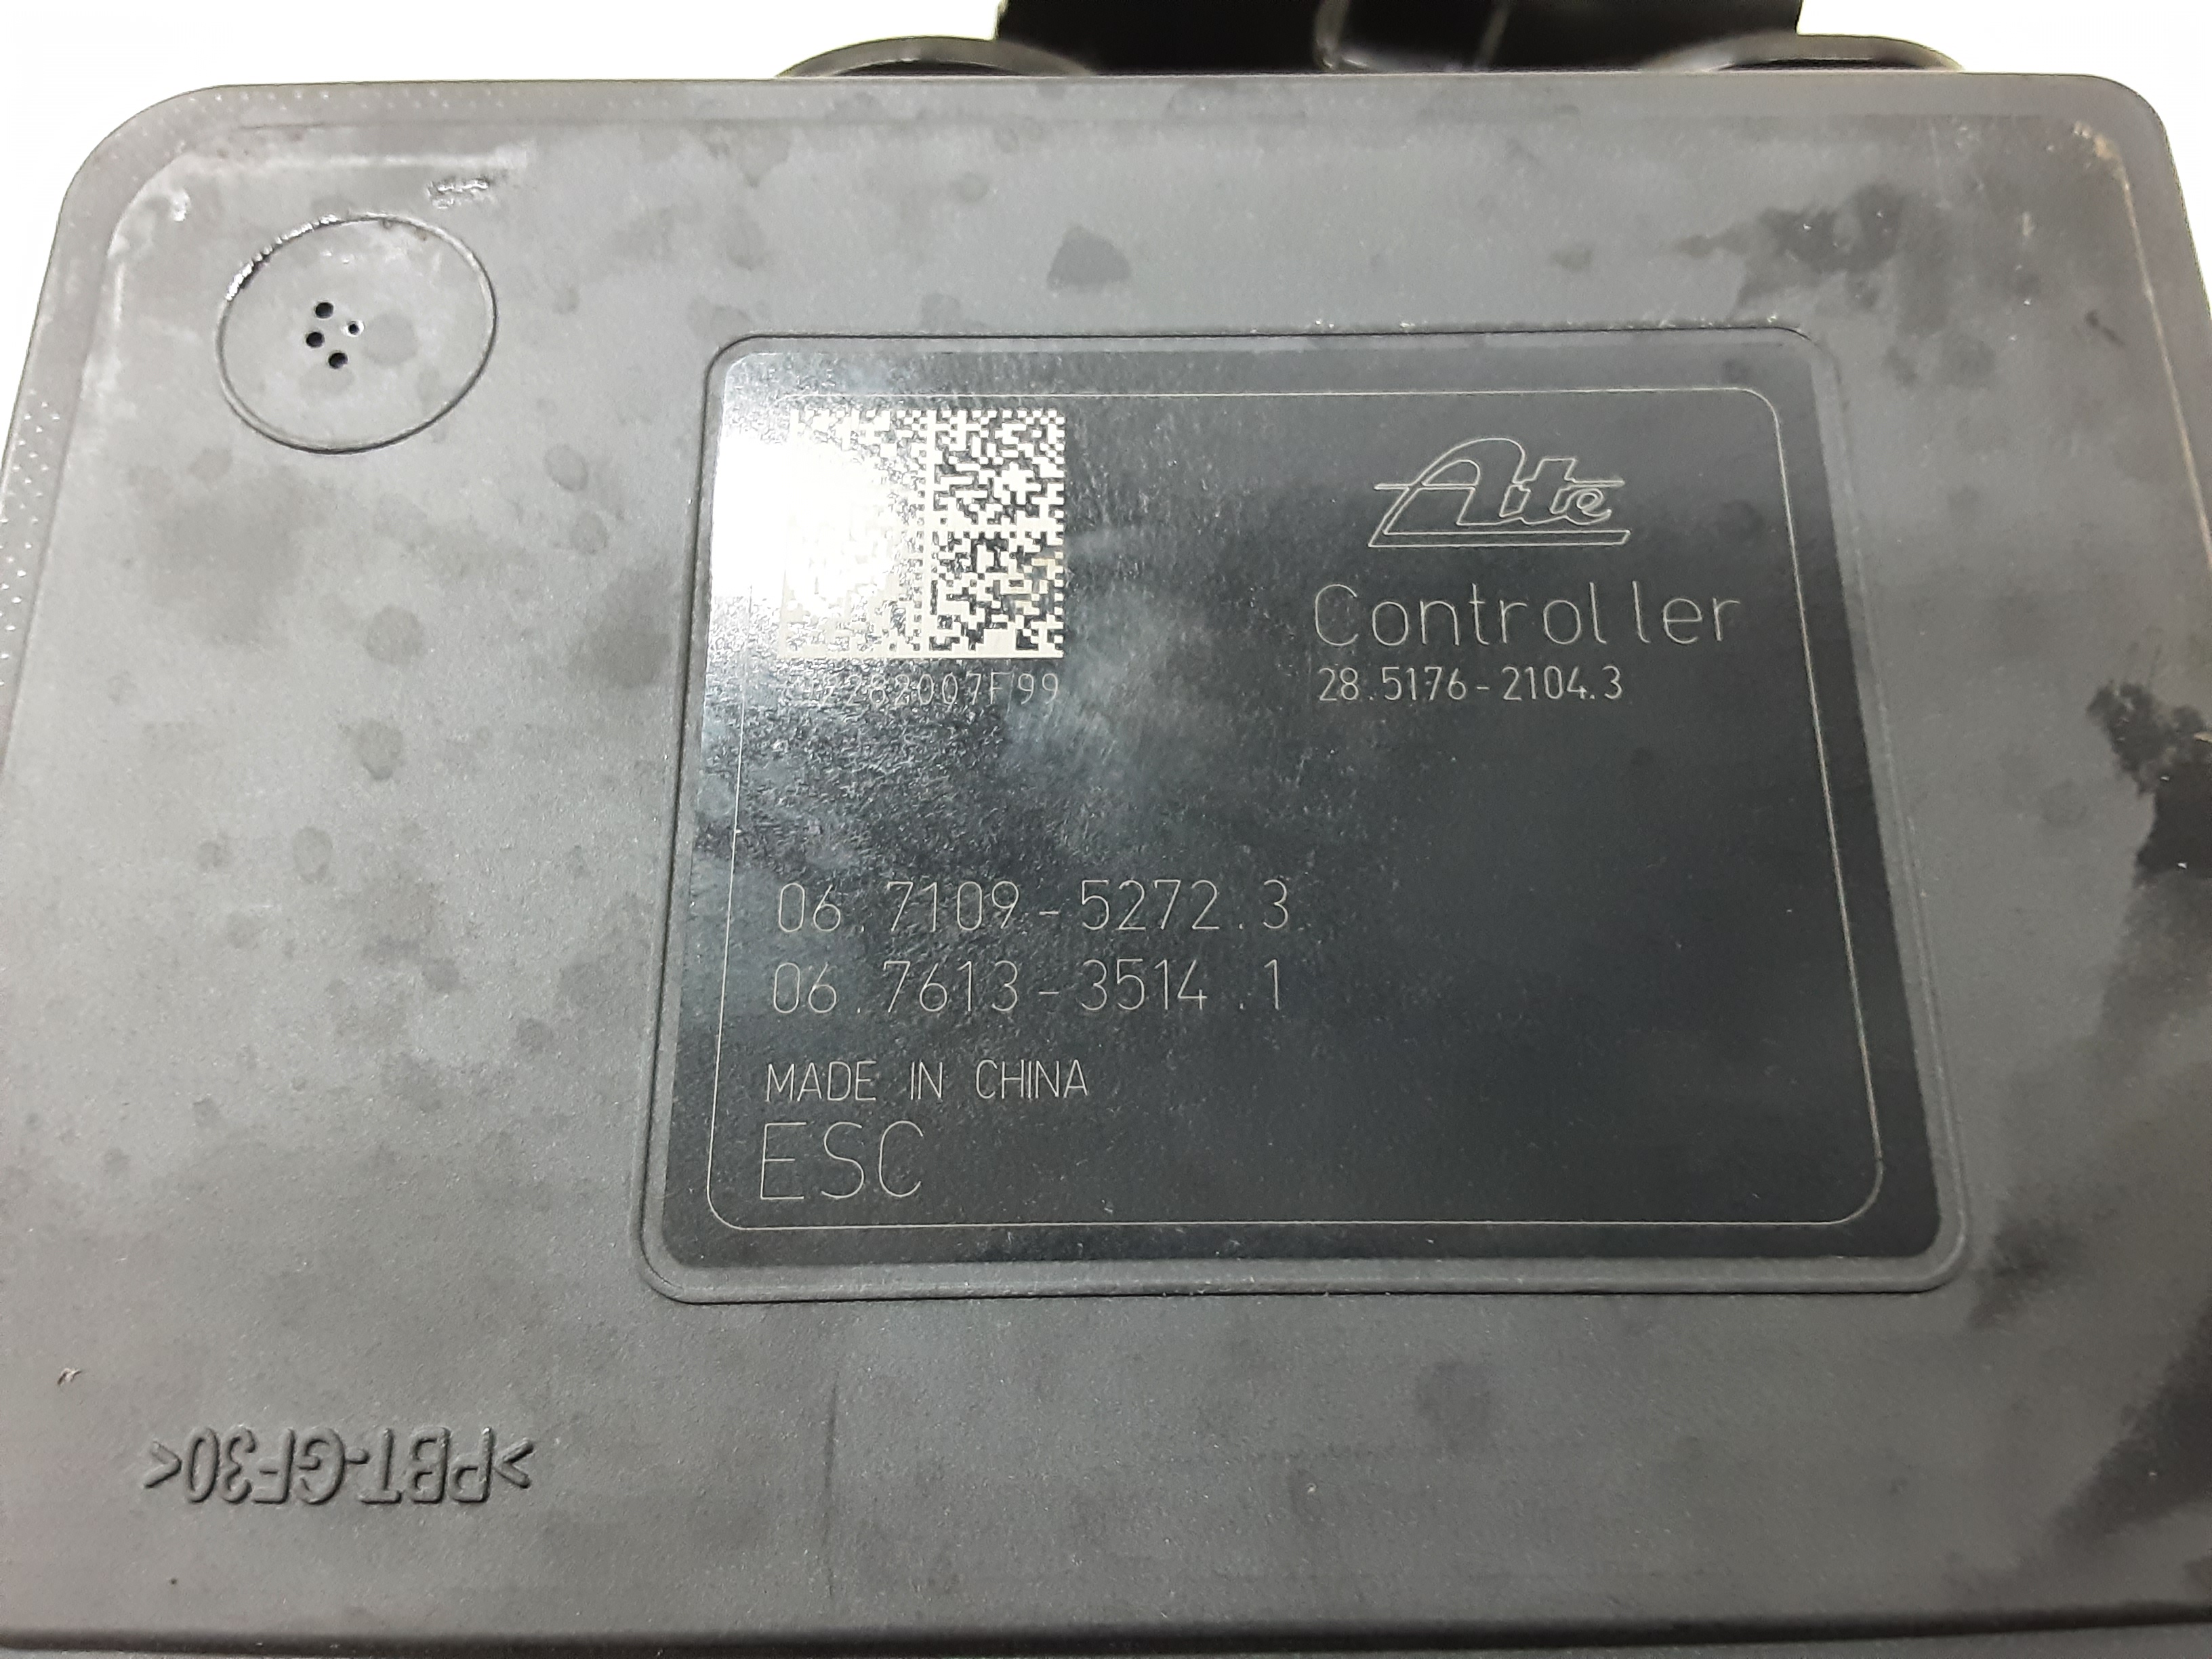 Ate
Controller
28.5176-2104.3
06.7109-5272.3
06.7613-3514.1
MADE IN CHINA
ESC
>PBT-GF30<